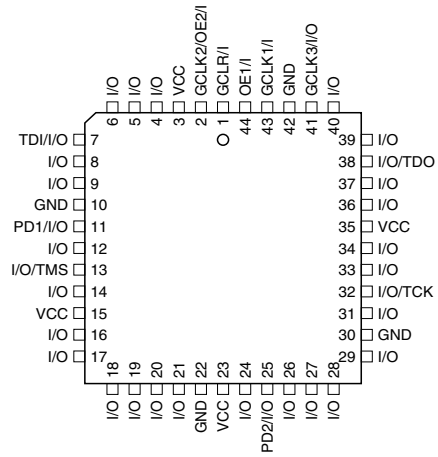 I/O
I/O
I/O
VCC
GCLK2/OE2/I
GCLR/I
OE1/I
GCLK1/I
GND
GCLK3/I/O
I/O
6
5
4
3
2
1
44
43
42
41
40
TDI/I/O 7
I/O 8
I/O 9
GND 10
PD1/I/O 11
I/O 12
I/O/TMS 13
I/O 14
VCC 15
I/O 16
I/O 17
39 I/O
38 I/O/TDO
37 I/O
36 I/O
35 VCC
34 I/O
33 I/O
32 I/O/TCK
31 I/O
30 GND
29 I/O
18
19
20
21
22
23
24
25
26
27
28
I/O
I/O
I/O
I/O
GND
VCC
I/O
PD2/I/O
I/O
I/O
I/O